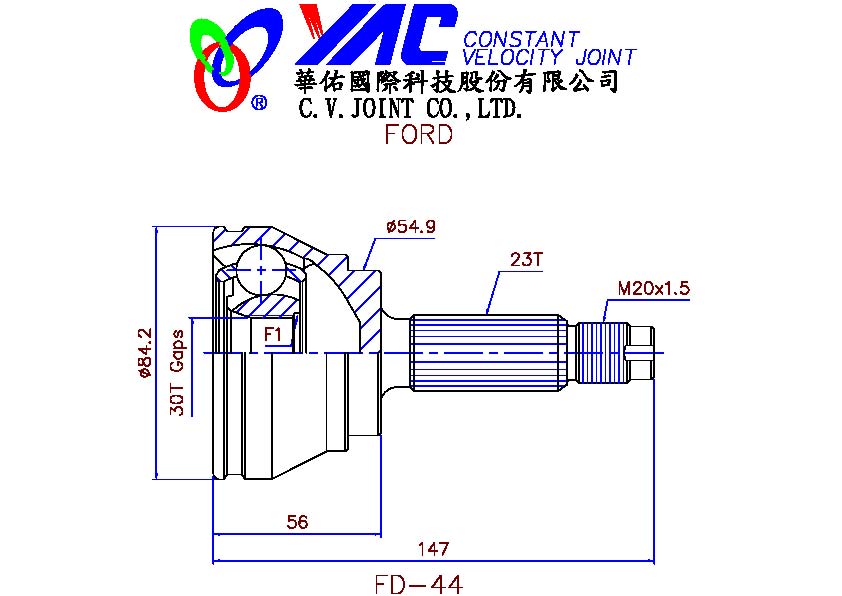 YAC CONSTANT
VELOCITY JOINT
華佑國際科技股份有限公司
®
C.V.JOINT CO.,LTD.
FORD
ø54.9
23T
M20x1.5
ø84.2
30T Gaps
F1
56
147
FD-44